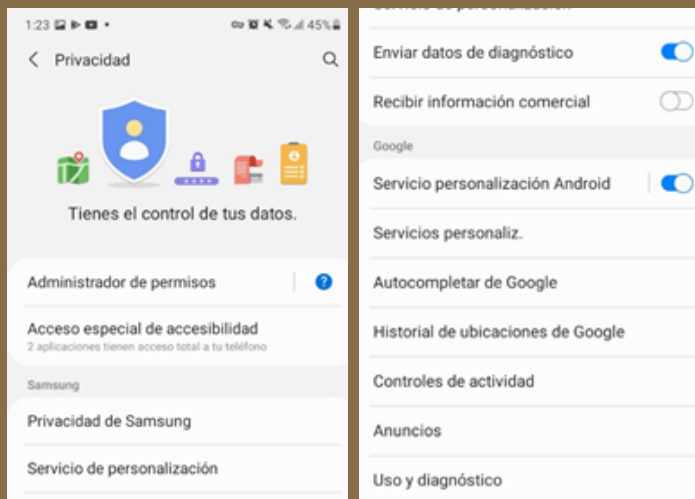 1:23
45%
Privacidad
Tienes el control de tus datos.
Administrador de permisos
?
Acceso especial de accesibilidad
2 aplicaciones tienen acceso total a tu teléfono
Samsung
Privacidad de Samsung
Servicio de personalización
Servicio de personalización
Enviar datos de diagnóstico
Recibir información comercial
Google
Servicio personalización Android
Servicios personaliz.
Autocompletar de Google
Historial de ubicaciones de Google
Controles de actividad
Anuncios
Uso y diagnóstico